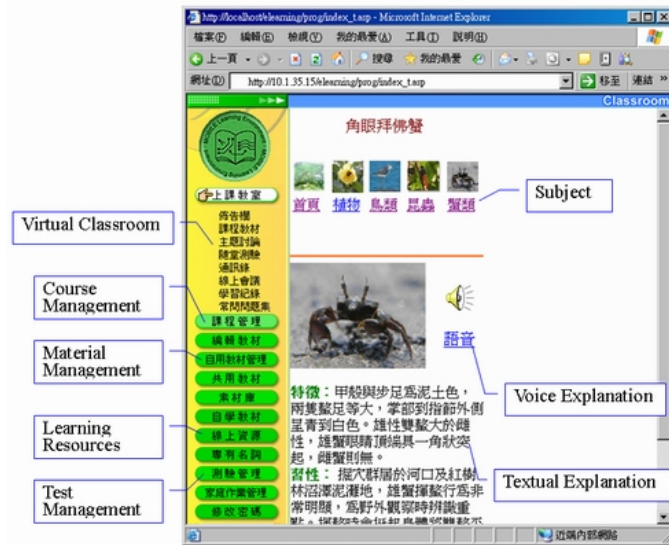 http://localhost/elearning/prog/index_t.asp - Microsoft Internet Explorer
檔案(F) 編輯(E) 檢視(V) 我的最愛(A) 工具(T) 說明(H)
上一頁 搜尋 我的最愛
網址(D) http://10.1.35.15/elearning/prog/index_t.asp 移至 連結 »
Classroom
角眼拜佛蟹
首頁 植物 鳥類 昆蟲 蟹類
Subject
上課教室
佈告欄
課程教材
主題討論
隨堂測驗
通訊錄
線上會議
學習紀錄
常問問題集
課程管理
編輯教材
自用教材管理
共用教材
素材庫
自學教材
線上資源
專有名詞
測驗管理
家庭作業管理
修改密碼
Virtual Classroom
Course
Management
Material
Management
Learning
Resources
Test
Management
語音
Voice Explanation
特徵：甲殼與步足為泥土色，
兩隻螯足等大，掌部到指節外側
呈青到白色。雄性雙螯大於雌
性，雄蟹眼睛頂端具一角狀突
起，雌蟹則無。
習性：掘穴群居於河口及紅樹
林沼澤泥灘地，雄蟹揮螯行為非
常明顯，為野外觀察時辨識重
Textual Explanation
近端內部網路